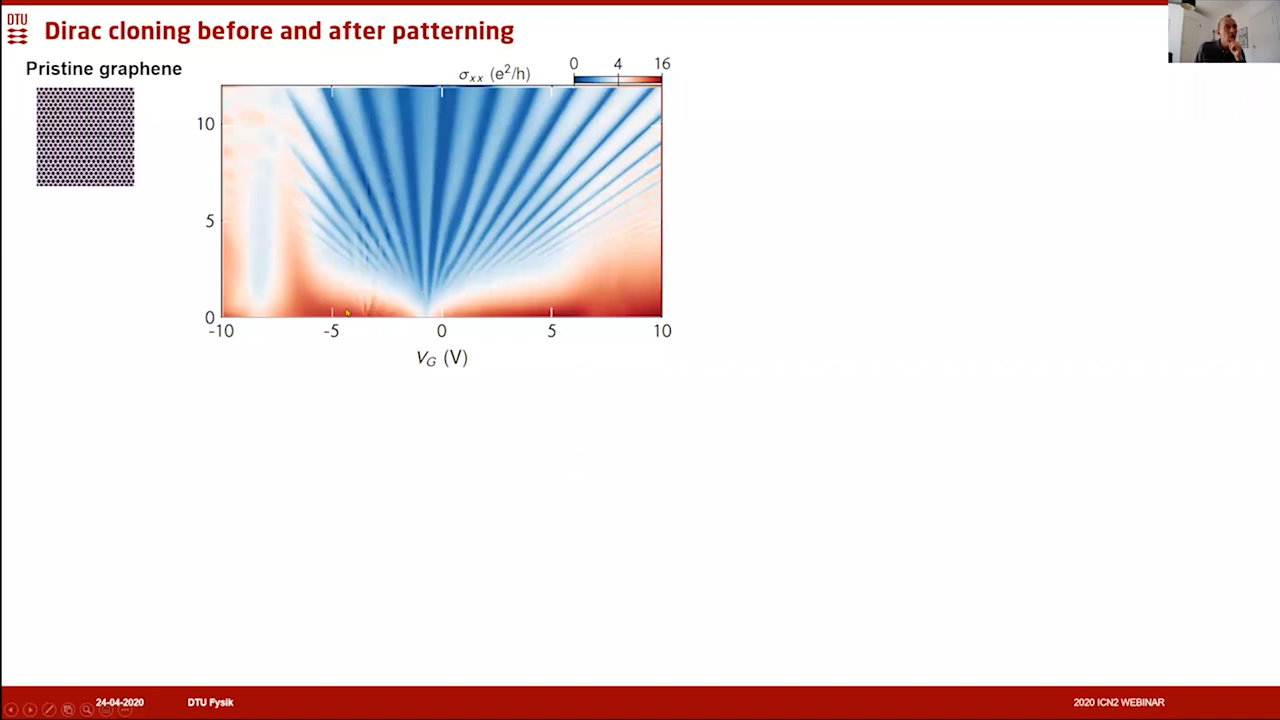 DTU
Dirac cloning before and after patterning
Pristine graphene
σxx (e²/h)
0 4 16
10
5
0
-10 -5 0 5 10
VG (V)
24-04-2020 DTU Fysik 2020 ICN2 WEBINAR